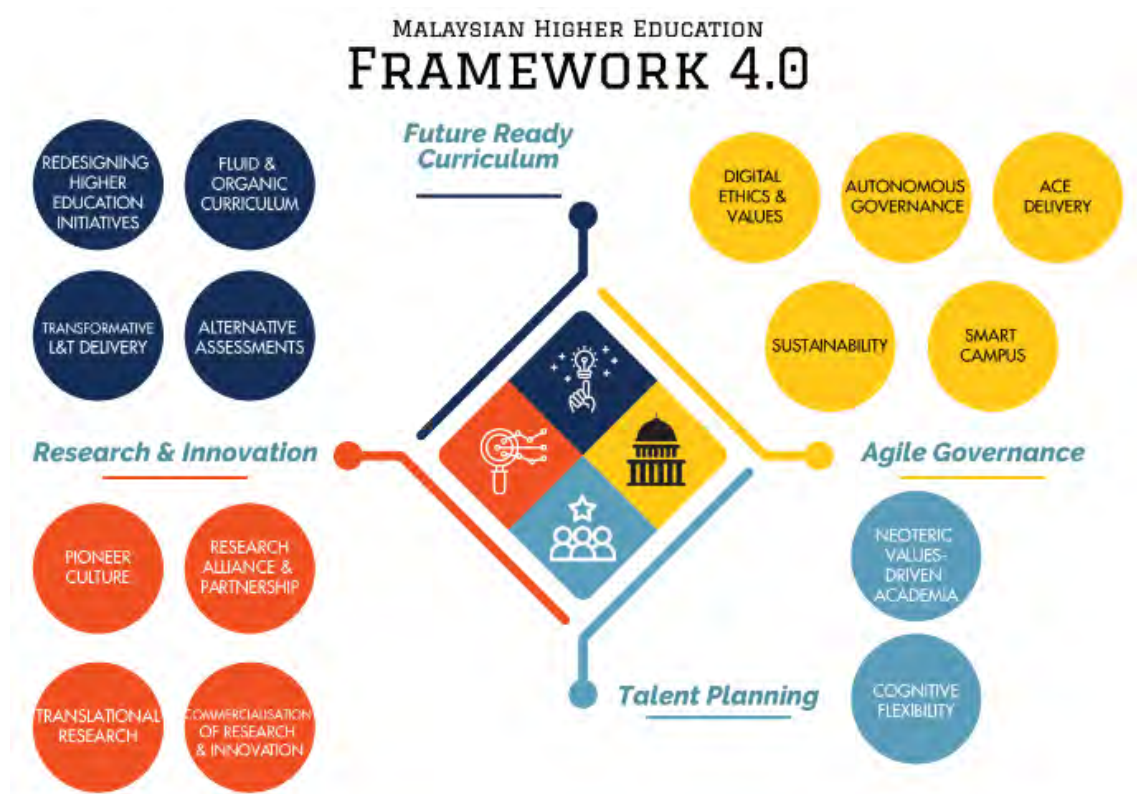 MALAYSIAN HIGHER EDUCATION
FRAMEWORK 4.0
Future Ready
Curriculum
REDESIGNING
HIGHER
EDUCATION
INITIATIVES
FLUID &
ORGANIC
CURRICULUM
TRANSFORMATIVE
L&T DELIVERY
ALTERNATIVE
ASSESSMENTS
DIGITAL
ETHICS &
VALUES
AUTONOMOUS
GOVERNANCE
ACE
DELIVERY
SUSTAINABILITY
SMART
CAMPUS
Research & Innovation
Agile Governance
PIONEER
CULTURE
RESEARCH
ALLIANCE &
PARTNERSHIP
TRANSLATIONAL
RESEARCH
COMMERCIALISATION
OF RESEARCH
& INNOVATION
NEOTERIC
VALUES-
DRIVEN
ACADEMIA
COGNITIVE
FLEXIBILITY
Talent Planning